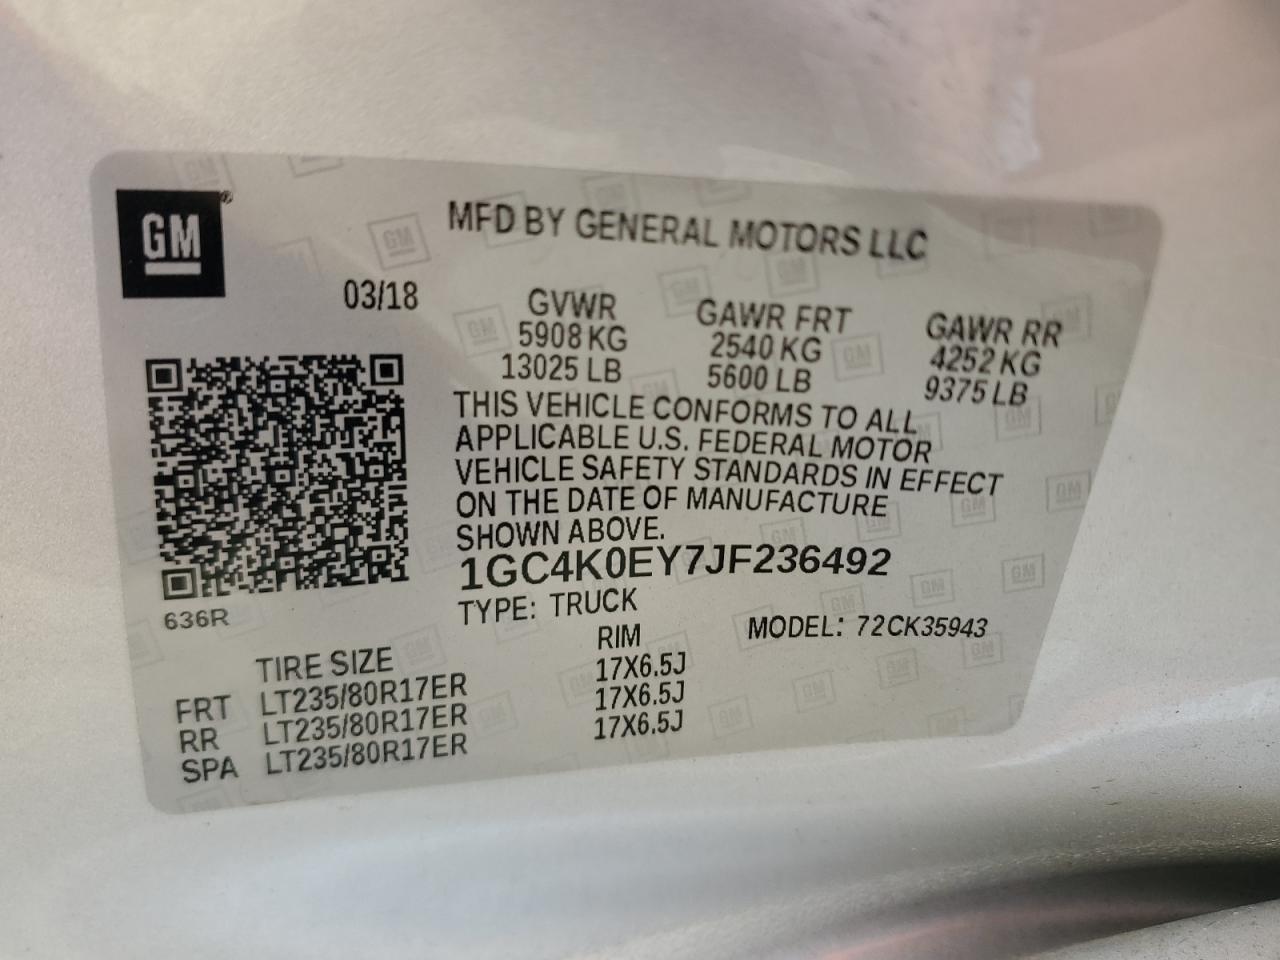 GM
MFD BY GENERAL MOTORS LLC
03/18
GVWR GAWR FRT GAWR RR
5908 KG 2540 KG 4252 KG
13025 LB 5600 LB 9375 LB
THIS VEHICLE CONFORMS TO ALL
APPLICABLE U.S. FEDERAL MOTOR
VEHICLE SAFETY STANDARDS IN EFFECT
ON THE DATE OF MANUFACTURE
SHOWN ABOVE.
1GC4K0EY7JF236492
636R
TYPE: TRUCK
MODEL: 72CK35943
TIRE SIZE RIM
FRT LT235/80R17ER 17X6.5J
RR LT235/80R17ER 17X6.5J
SPA LT235/80R17ER 17X6.5J